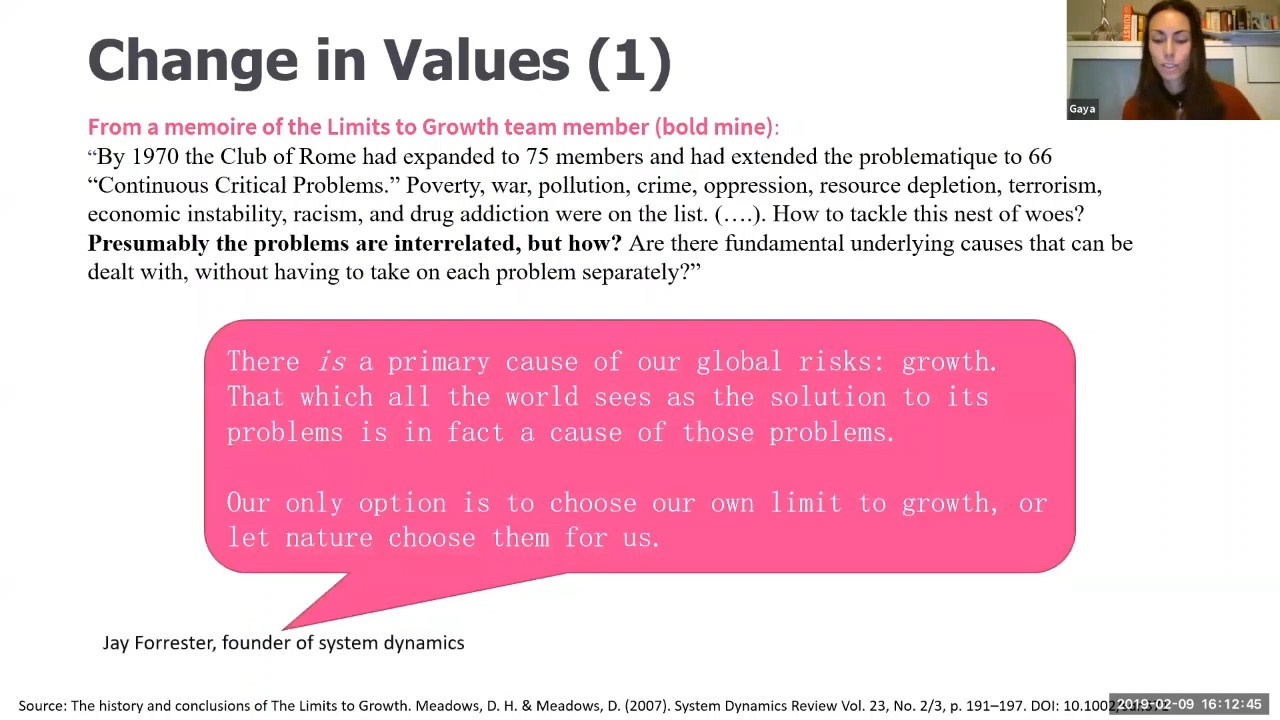 Change in Values (1)
Gaya
From a memoire of the Limits to Growth team member (bold mine):
“By 1970 the Club of Rome had expanded to 75 members and had extended the problematique to 66
“Continuous Critical Problems.” Poverty, war, pollution, crime, oppression, resource depletion, terrorism,
economic instability, racism, and drug addiction were on the list. (….). How to tackle this nest of woes?
Presumably the problems are interrelated, but how? Are there fundamental underlying causes that can be
dealt with, without having to take on each problem separately?”
There is a primary cause of our global risks: growth.
That which all the world sees as the solution to its
problems is in fact a cause of those problems.
Our only option is to choose our own limit to growth, or
let nature choose them for us.
Jay Forrester, founder of system dynamics
Source: The history and conclusions of The Limits to Growth. Meadows, D. H. & Meadows, D. (2007). System Dynamics Review Vol. 23, No. 2/3, p. 191–197. DOI: 10.1002
2019-02-09 16:12:45